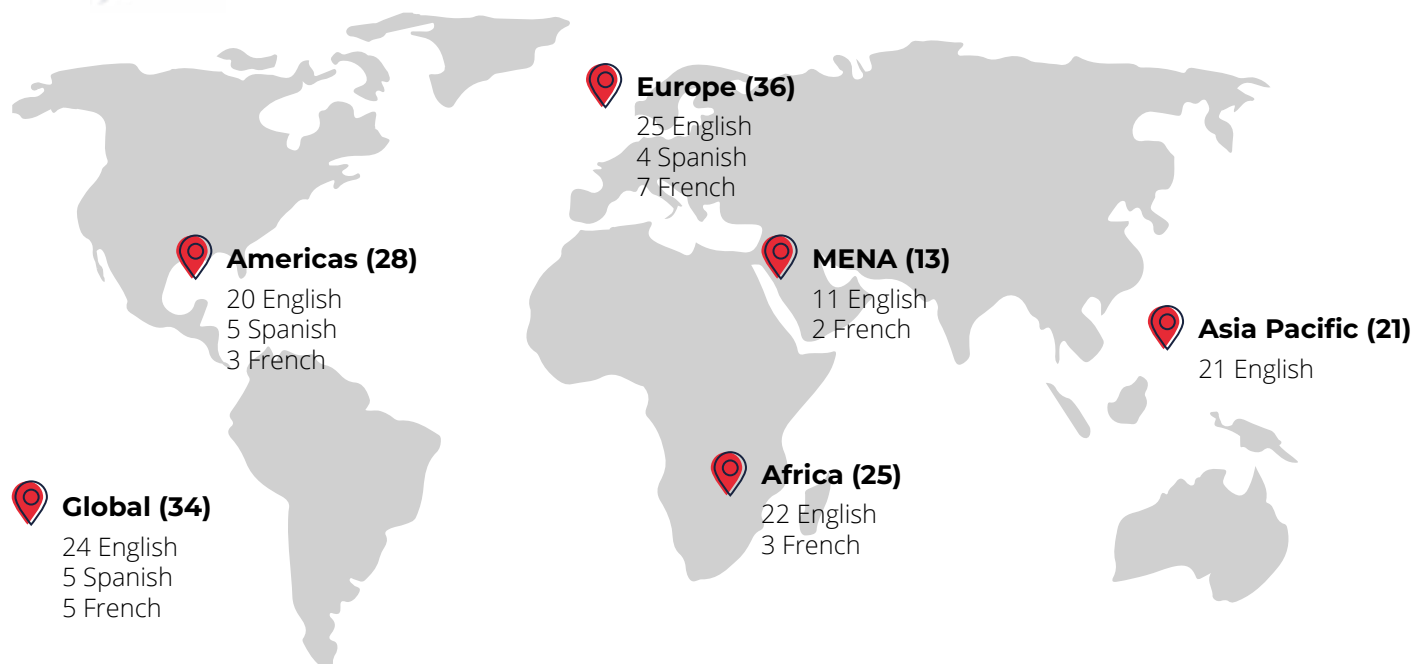 Europe (36)
25 English
4 Spanish
7 French
Americas (28)
20 English
5 Spanish
3 French
MENA (13)
11 English
2 French
Asia Pacific (21)
21 English
Africa (25)
22 English
3 French
Global (34)
24 English
5 Spanish
5 French